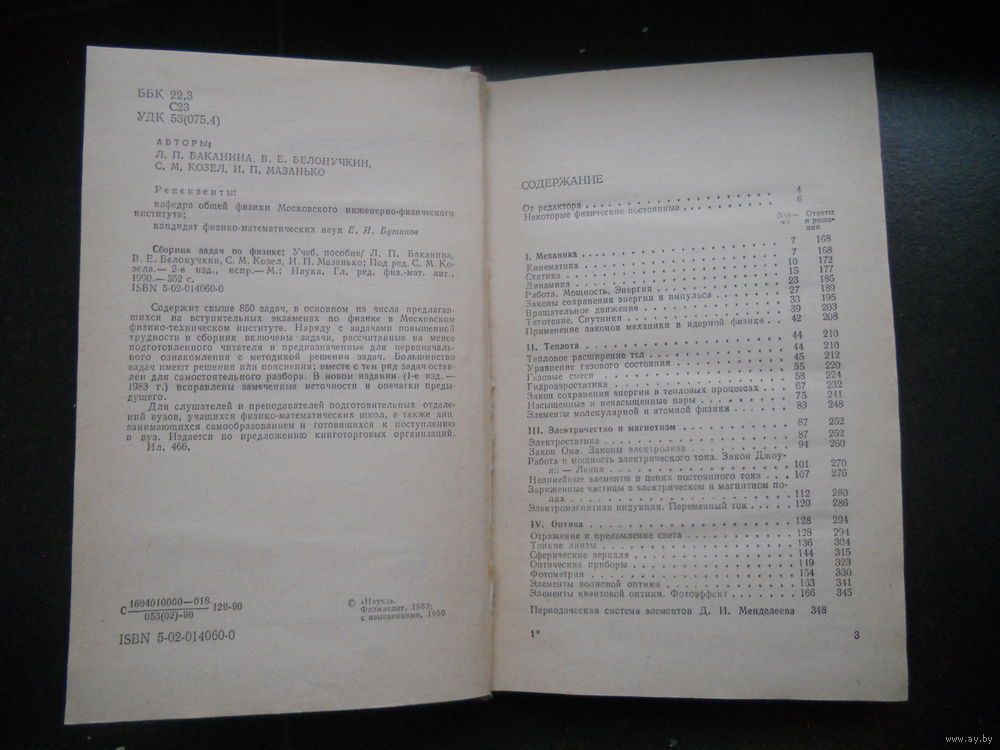 ББК 22,3
С23
УДК 53(075.4)
АВТОРЫ:
Л. П. БАКАНИНА, В. Е. БЕЛОНУЧКИН,
С. М. КОЗЕЛ, И. П. МАЗАНЬКО
Рецензенты:
кафедра общей физики Московского инженерно-физического
института;
кандидат физико-математических наук Е. И. Бутиков
Сборник задач по физике: Учеб. пособие/ Л. П. Баканина,
В. Е. Белонучкин, С. М. Козел, И. П. Мазанько; Под ред. С. М. Ко-
зела.— 2-е изд., испр.— М.: Наука. Гл. ред. физ.-мат. лит.,
1990.—352 с.
ISBN 5-02-014060-0
Содержит свыше 850 задач, в основном из числа предлагав-
шихся на вступительных экзаменах по физике в Московском
физико-техническом институте. Наряду с задачами повышенной
трудности в сборник включены задачи, рассчитанные на менее
подготовленного читателя и предназначенные для первоначаль-
ного ознакомления с методикой решения задач. Большинство
задач имеют решения или пояснения; вместе с тем ряд задач остав-
лен для самостоятельного разбора. В новом издании (1-е изд.—
1983 г.) исправлены замеченные неточности и опечатки преды-
дущего.
Для слушателей и преподавателей подготовительных отделе-
ний вузов, учащихся физико-математических школ, а также лиц,
занимающихся самообразованием и готовящихся к поступлению
в вуз. Издается по предложению книготорговых организаций.
Ил. 466.
С 1604010000—018
053(02)-90
129-90
© «Наука».
Физматлит, 1983;
с изменениями, 1990
ISBN 5-02-014060-0
СОДЕРЖАНИЕ
От редактора 4
Некоторые физические постоянные 6
Зада- Ответы
чи и реше-
ния
I. Механика 7 168
Кинематика 7 168
Статика 10 172
Динамика 15 177
Работа. Мощность. Энергия 23 185
Законы сохранения энергии и импульса 27 189
Вращательное движение 33 195
Тяготение. Спутники 39 203
Применение законов механики в ядерной физике 42 208
II. Теплота 44 210
Тепловое расширение тел 44 210
Уравнение газового состояния 45 212
Газовые смеси 55 220
Гидроаэростатика 58 224
Закон сохранения энергии в тепловых процессах 67 232
Насыщенные и ненасыщенные пары 75 241
Элементы молекулярной и атомной физики 83 248
III. Электричество и магнетизм 87 252
Электростатика 87 252
Закон Ома. Законы электролиза 94 260
Работа и мощность электрического тока. Закон Джоу-
ля — Ленца 101 270
Нелинейные элементы в цепях постоянного тока 107 276
Заряженные частицы в электрическом и магнитном по-
лях 112 280
Электромагнитная индукция. Переменный ток 120 286
IV. Оптика 128 294
Отражение и преломление света 128 294
Тонкие линзы 136 304
Сферические зеркала 144 315
Оптические приборы 149 323
Фотометрия 154 330
Элементы волновой оптики 163 341
Элементы квантовой оптики. Фотоэффект 166 345
Периодическая система элементов Д. И. Менделеева 348
1* 3
www.ay.by